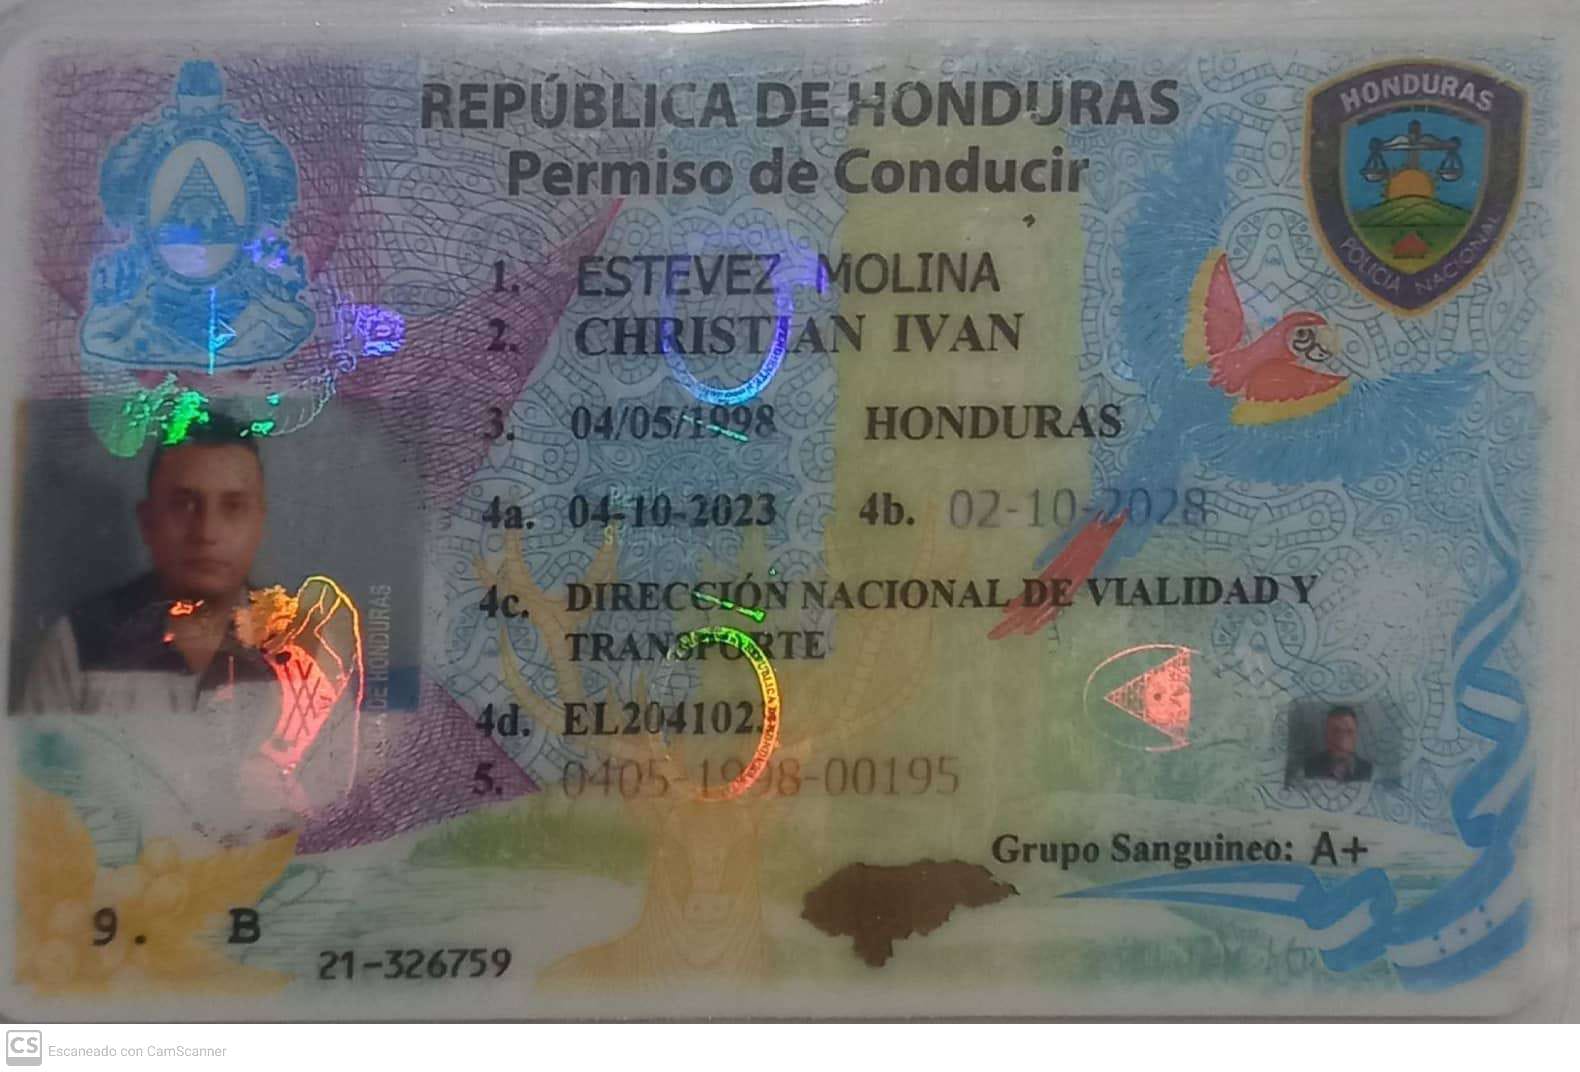 REPÚBLICA DE HONDURAS
Permiso de Conducir
HONDURAS
POLICIA NACIONAL
1. ESTEVEZ MOLINA
2. CHRISTIAN IVAN
3. 04/05/1998 HONDURAS
4a. 04-10-2023 4b. 02-10-2028
4c. DIRECCIÓN NACIONAL DE VIALIDAD Y
TRANSPORTE
4d.
5. 0405-1998-00195
DE HONDURAS
Grupo Sanguineo: A+
9. B
21-326759
CS Escaneado con CamScanner